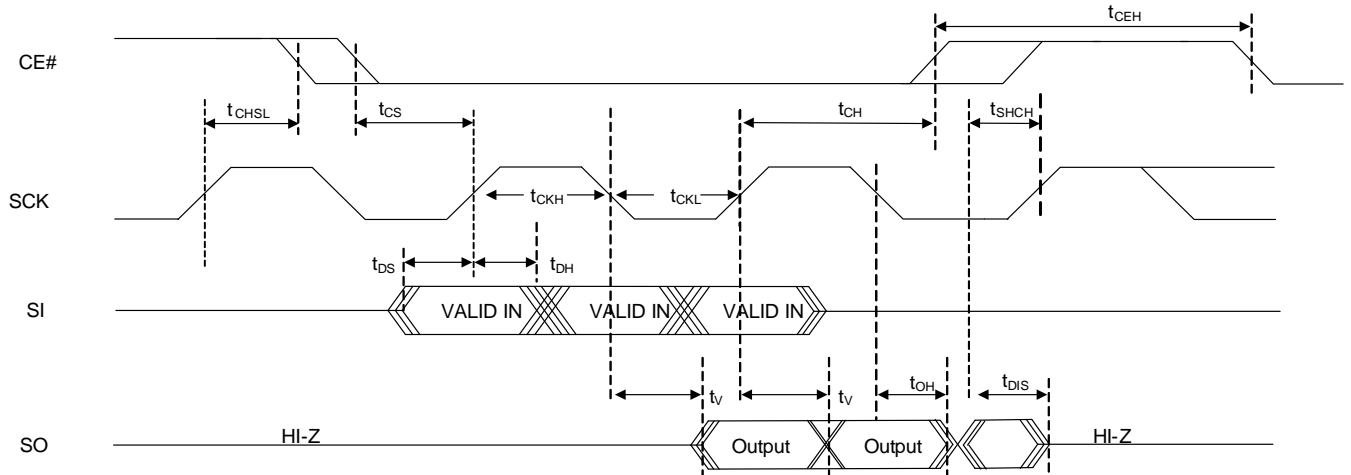 tCEH
CE#
tCHSL
tCS
tCH
tSHCH
SCK
tCKH
tCKL
tDS
tDH
SI
VALID IN
VALID IN
VALID IN
tV
tV
tOH
tDIS
SO
HI-Z
Output
Output
HI-Z